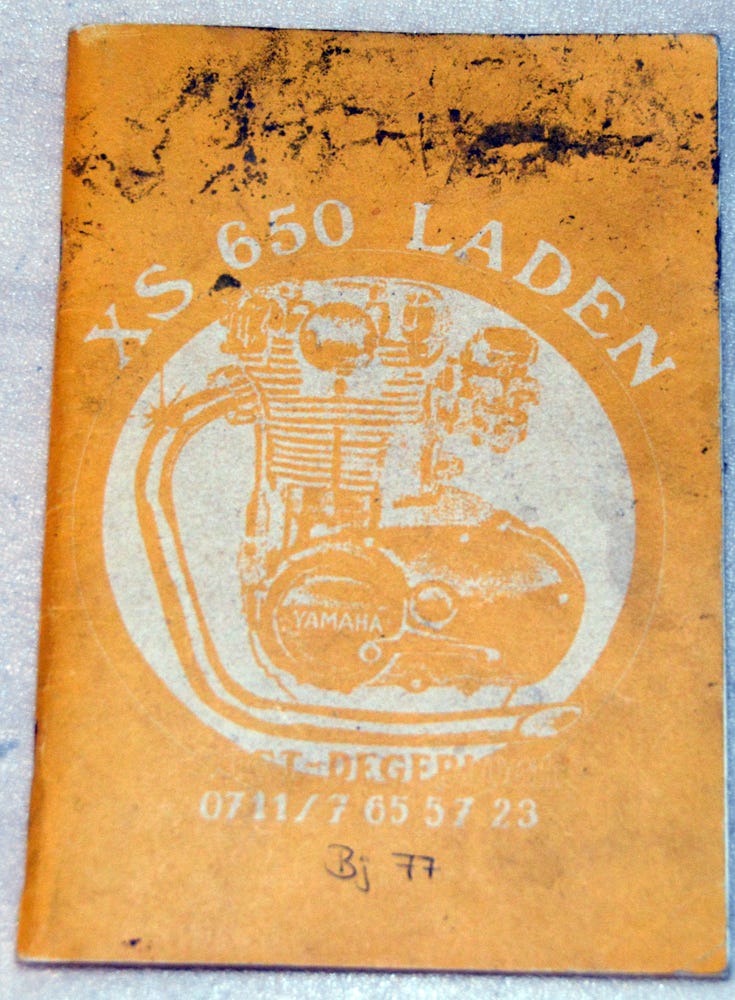 XS 650 LADEN
YAMAHA
0711/7 65 57 23
Bj 77